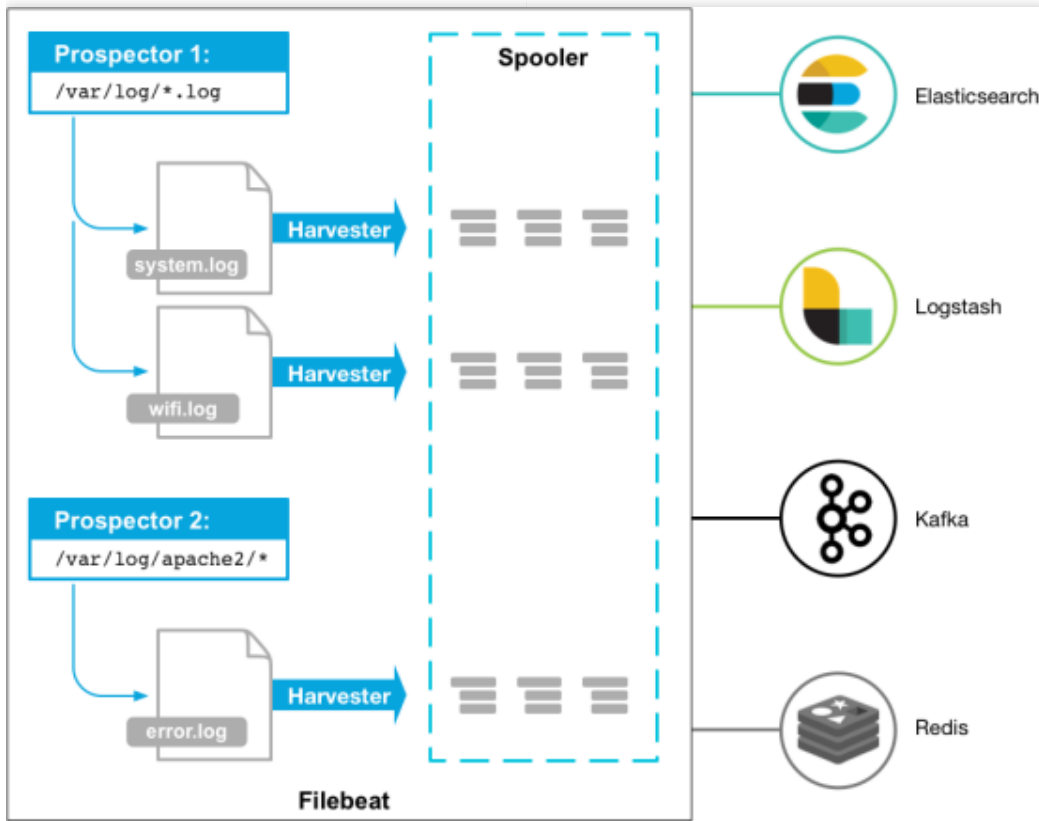 Prospector 1:
/var/log/*.log
Spooler
Elasticsearch
system.log
Harvester
Logstash
wifi.log
Harvester
Prospector 2:
/var/log/apache2/*
Kafka
error.log
Harvester
Redis
Filebeat